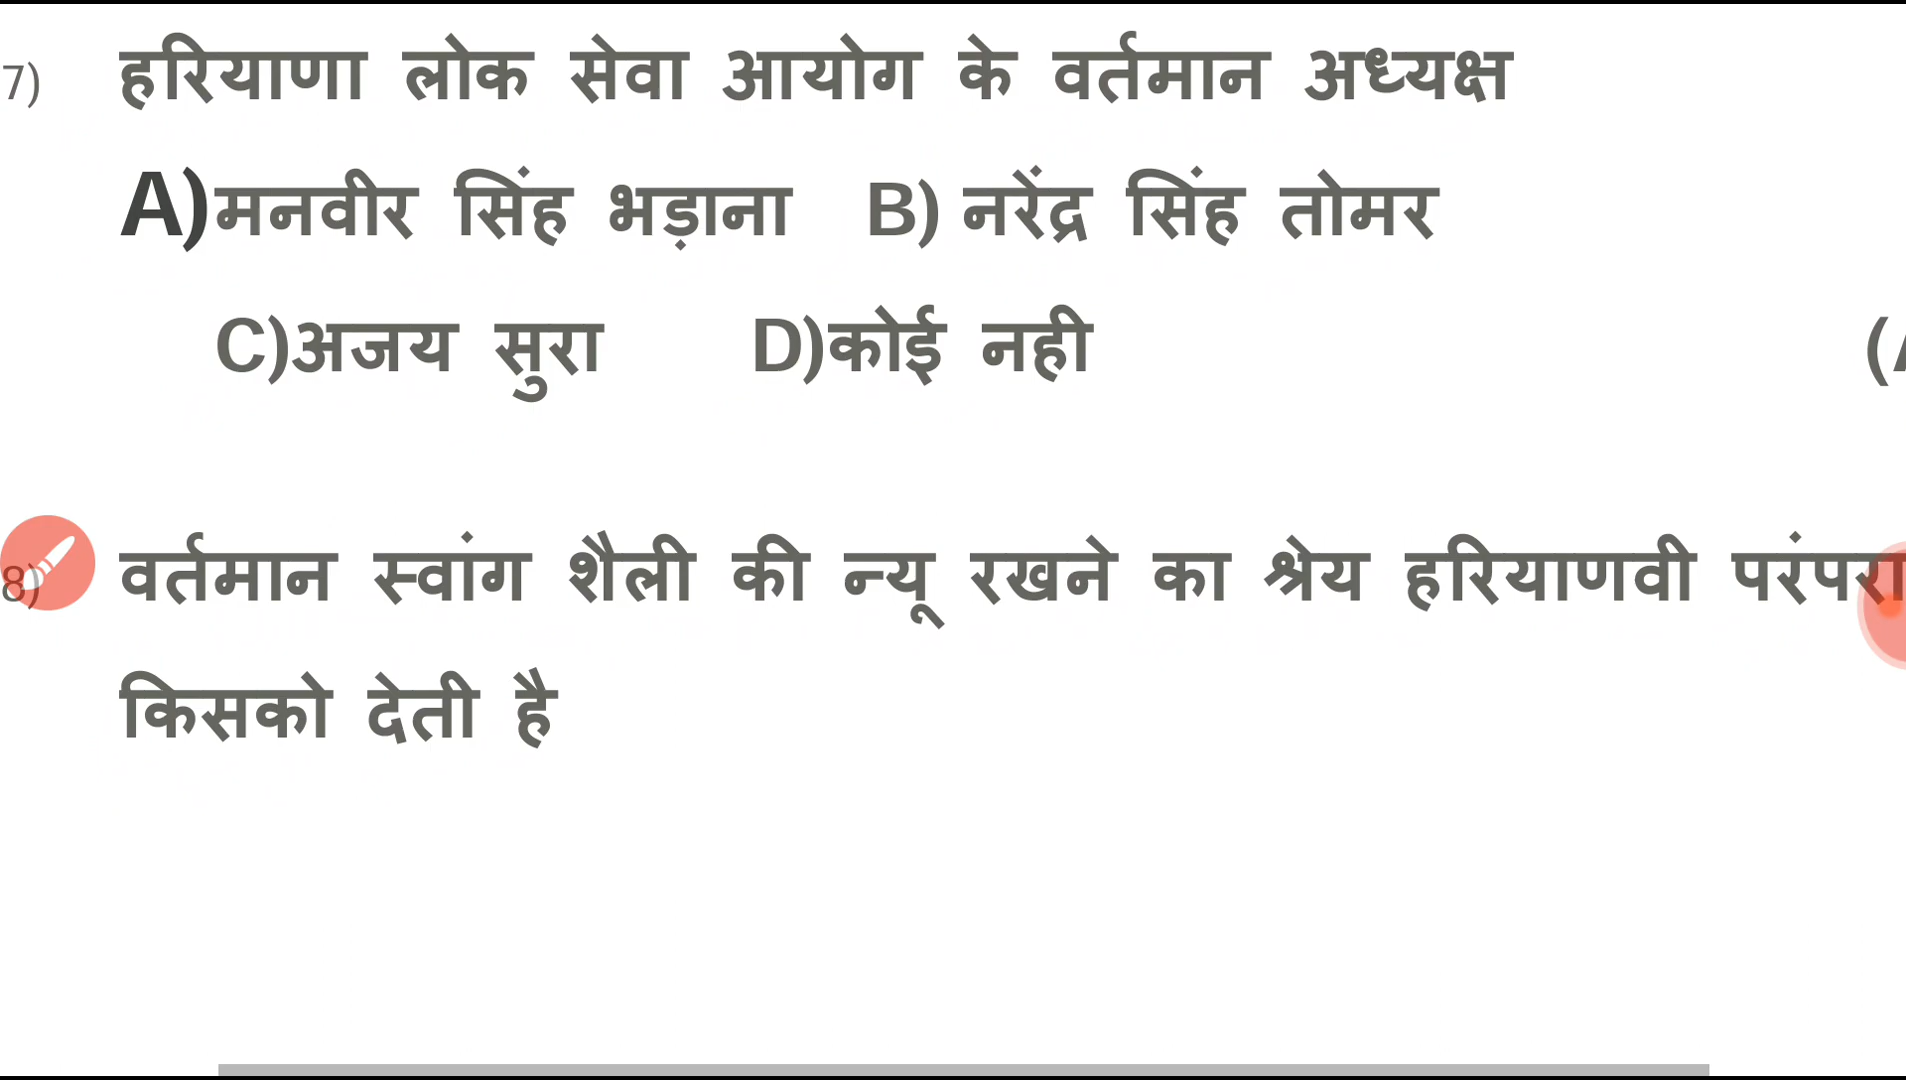 7) हरियाणा लोक सेवा आयोग के वर्तमान अध्यक्ष
A)मनवीर सिंह भड़ाना B) नरेंद्र सिंह तोमर
C)अजय सुरा D)कोई नही (A
8) वर्तमान स्वांग शैली की न्यू रखने का श्रेय हरियाणवी परंपरा
किसको देती है